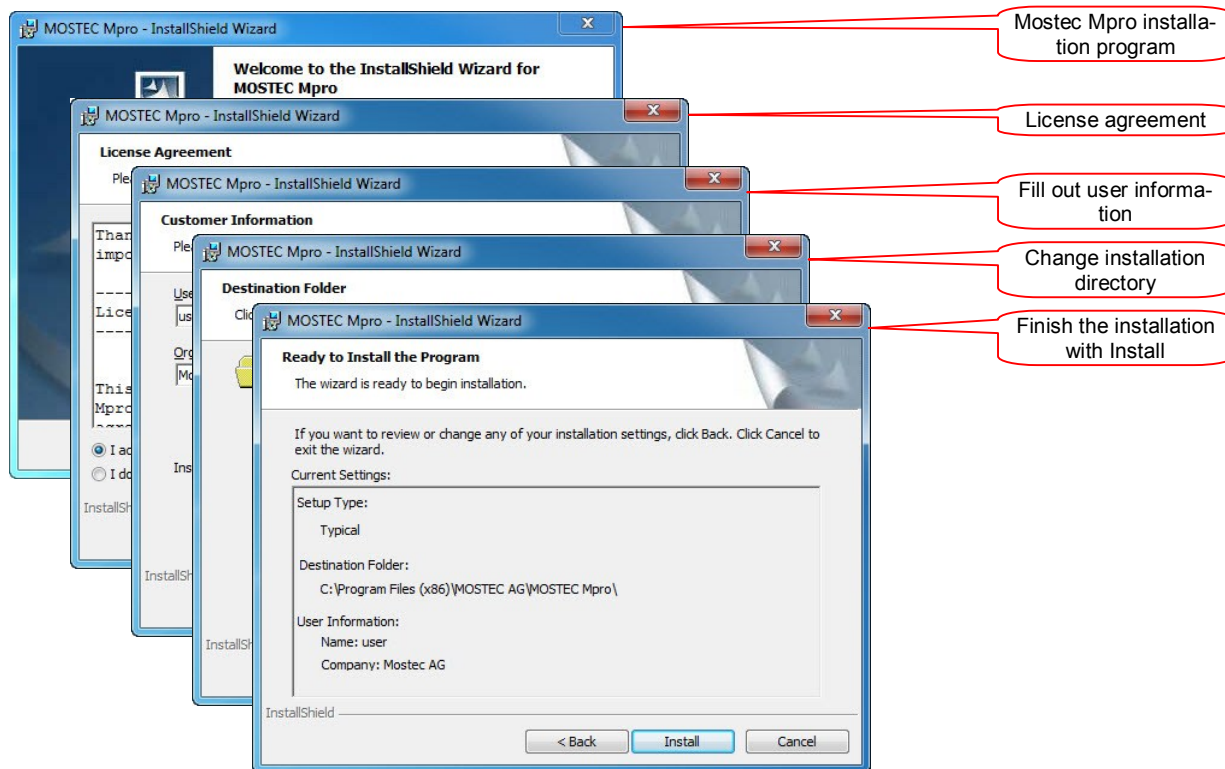 MOSTEC Mpro - InstallShield Wizard
Welcome to the InstallShield Wizard for
MOSTEC Mpro
Mostec Mpro installa-
tion program
MOSTEC Mpro - InstallShield Wizard
License Agreement
License agreement
MOSTEC Mpro - InstallShield Wizard
Customer Information
Fill out user informa-
tion
MOSTEC Mpro - InstallShield Wizard
Destination Folder
Change installation
directory
MOSTEC Mpro - InstallShield Wizard
Ready to Install the Program
The wizard is ready to begin installation.
Finish the installation
with Install
This
If you want to review or change any of your installation settings, click Back. Click Cancel to
exit the wizard.
Current Settings:
Setup Type:
Typical
Destination Folder:
C:\Program Files (x86)\MOSTEC AG\MOSTEC Mpro\
User Information:
Name: user
Company: Mostec AG
InstallShield
< Back
Install
Cancel